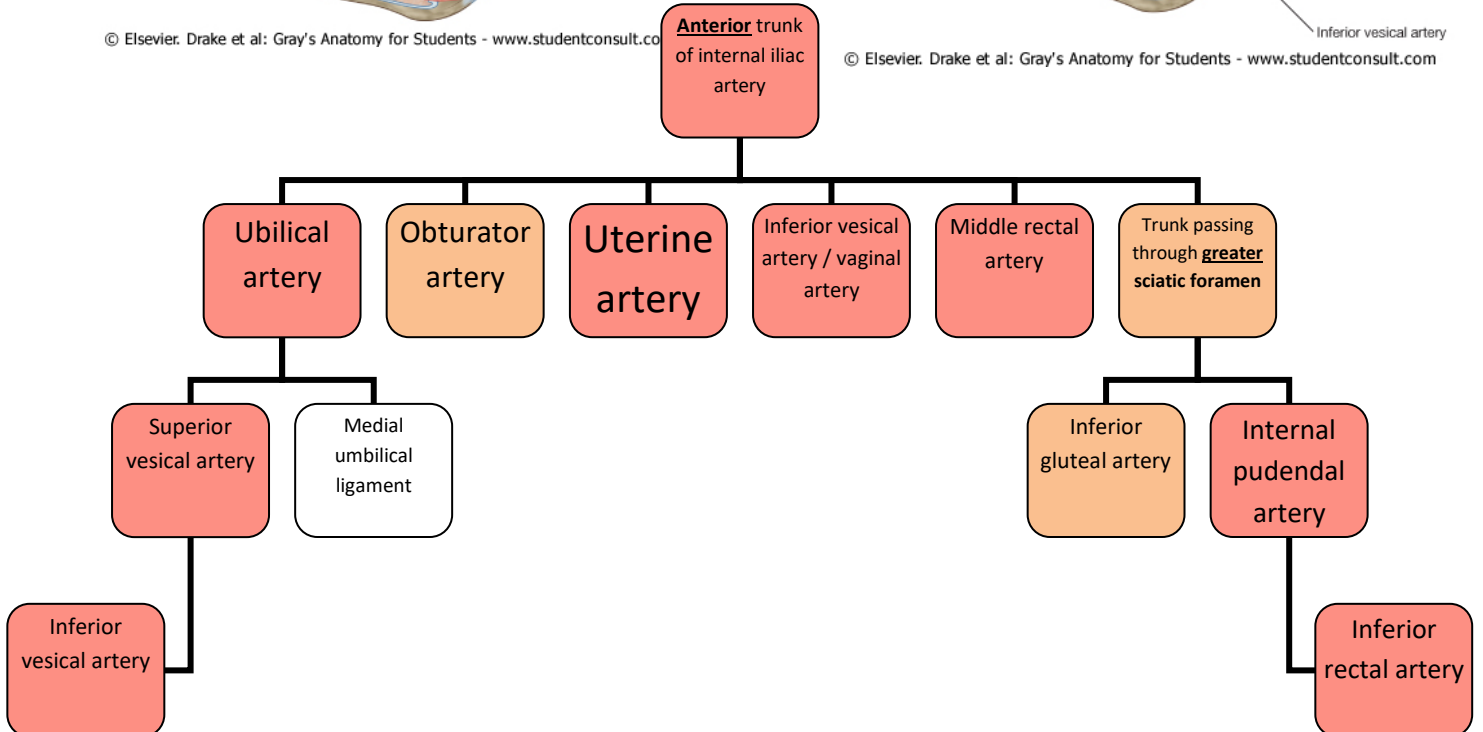 © Elsevier. Drake et al: Gray's Anatomy for Students - www.studentconsult.co
Inferior vesical artery
© Elsevier. Drake et al: Gray's Anatomy for Students - www.studentconsult.com
Anterior trunk
of internal iliac
artery
Ubilical
artery
Obturator
artery
Uterine
artery
Inferior vesical
artery / vaginal
artery
Middle rectal
artery
Trunk passing
through greater
sciatic foramen
Superior
vesical artery
Medial
umbilical
ligament
Inferior
gluteal artery
Internal
pudendal
artery
Inferior
vesical artery
Inferior
rectal artery